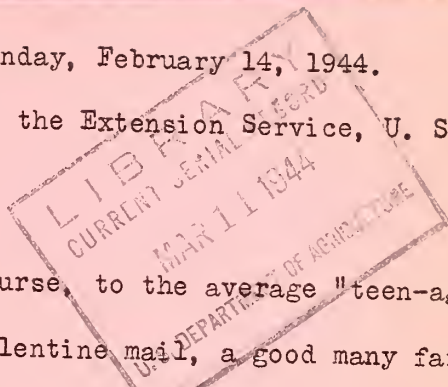 nday, February 14, 1944.
the Extension Service, U. S
LIBRARY
CURRENT SERIAL RECORD
MAR 11 1944
U. S. DEPARTMENT OF AGRICULTURE
urse, to the average "teen-a
lentine mail, a good many fa